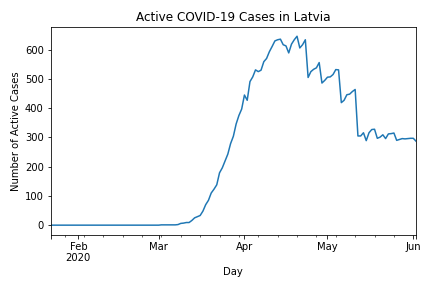 Active COVID-19 Cases in Latvia
Number of Active Cases
600
500
400
300
200
100
0
Feb Mar Apr May Jun
2020
Day